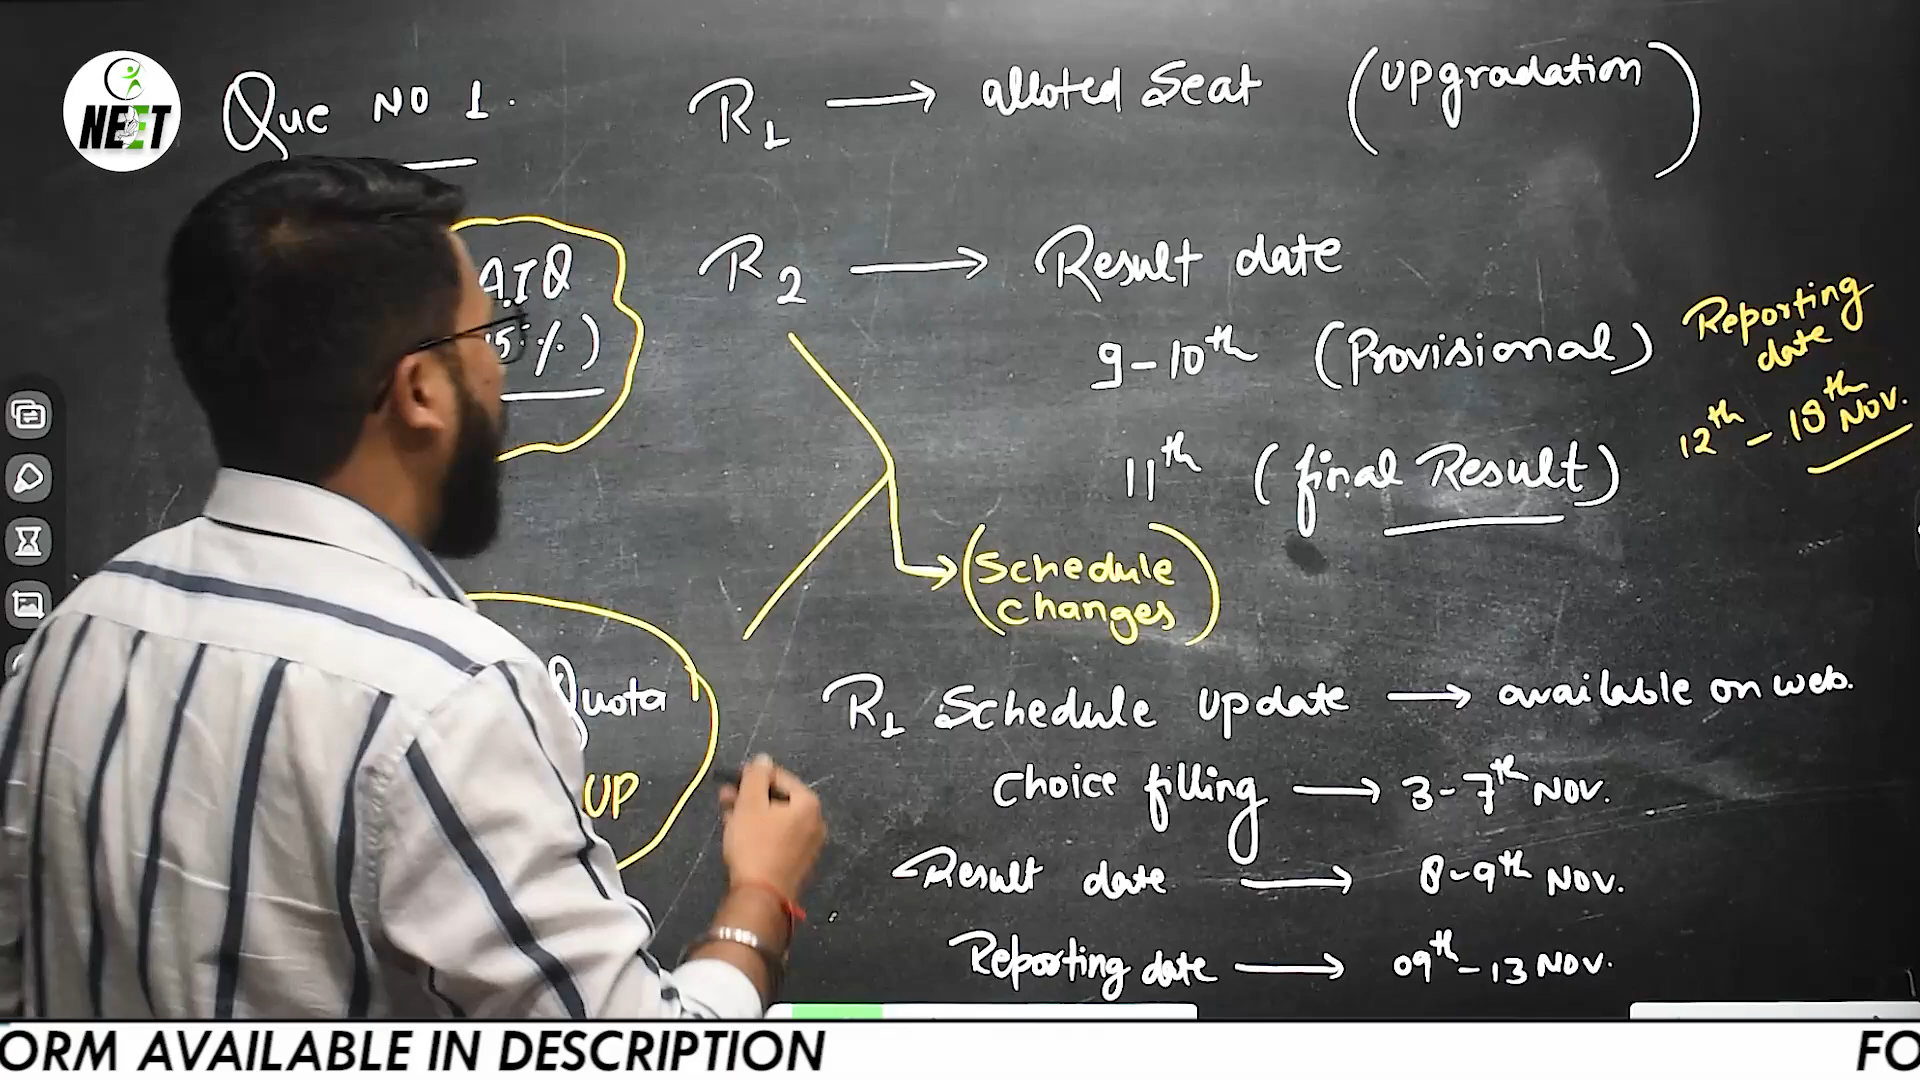 NEET
Que NO 1.
R1 → alloted Seat (Upgradation)
A.I.Q
R2 → Result date
9-10th (Provisional)
Reporting
date
12th - 18th NOV.
11th (final Result)
(Schedule
changes)
Quota
UP
R1 Schedule update → available on web.
Choice filling → 3-7th NOV.
Result date → 8-9th NOV.
Reporting date → 09th-13 NOV.
ORM AVAILABLE IN DESCRIPTION
FO